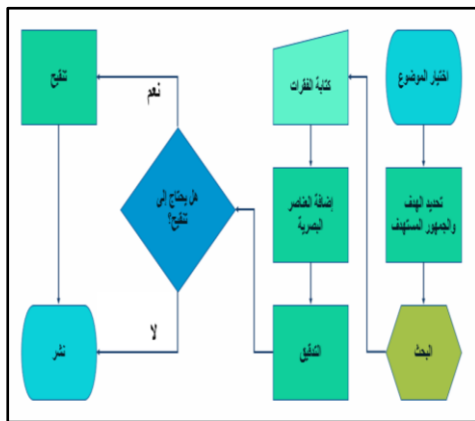 اختيار الموضوع
تحديد الهدف
والجمهور المستهدف
البحث
كتابة الفقرات
إضافة العناصر
البصرية
التدقيق
هل يحتاج إلى
تنقيح؟
نعم
لا
تنقيح
نشر